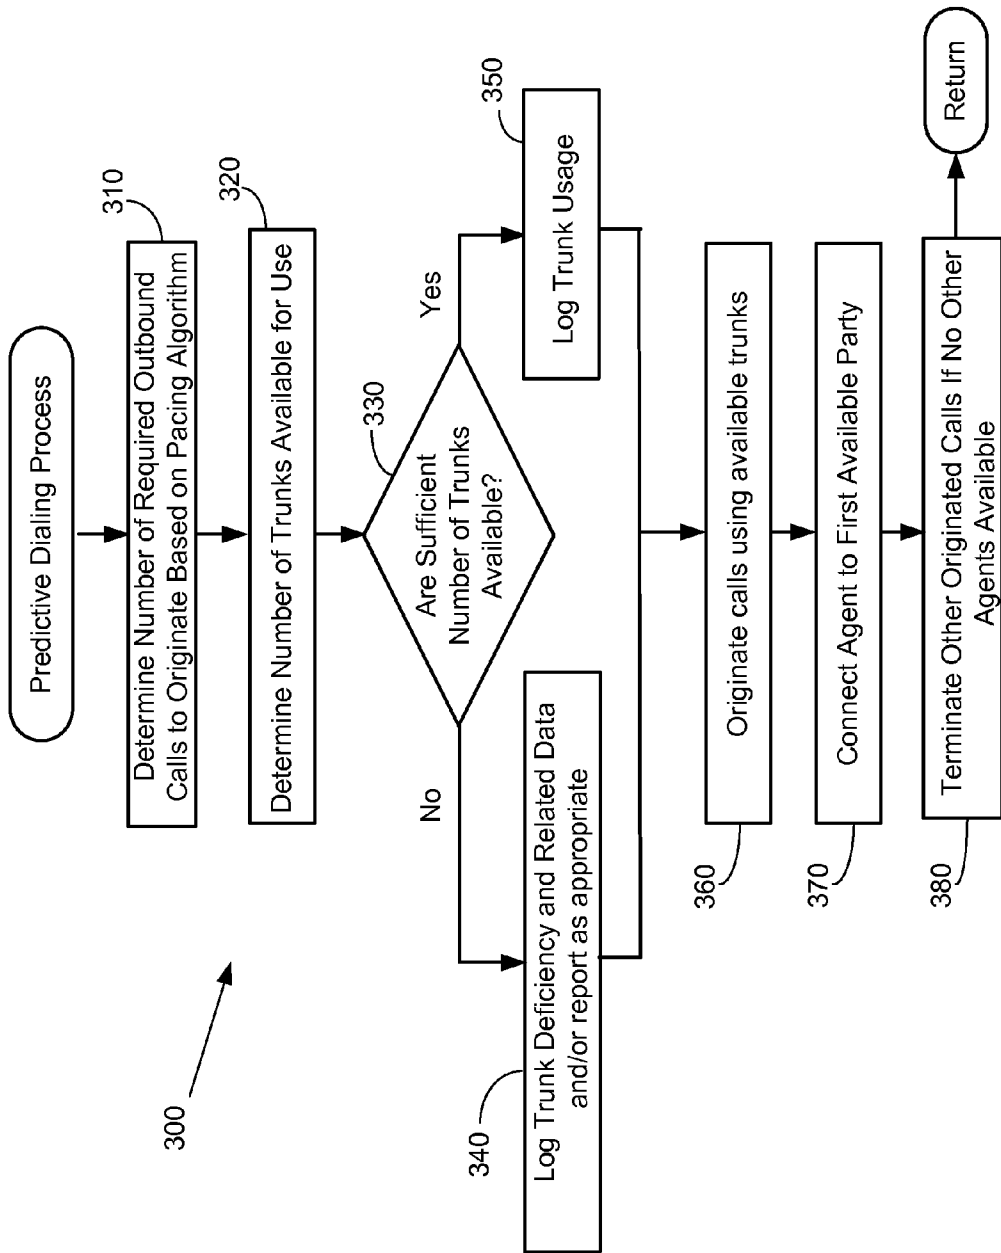 Predictive Dialing Process
310
Determine Number of Required Outbound
Calls to Originate Based on Pacing Algorithm
320
Determine Number of Trunks Available for Use
300
330
Are Sufficient
Number of Trunks
Available?
No
Yes
340
Log Trunk Deficiency and Related Data
and/or report as appropriate
350
Log Trunk Usage
360
Originate calls using available trunks
370
Connect Agent to First Available Party
380
Terminate Other Originated Calls If No Other
Agents Available
Return